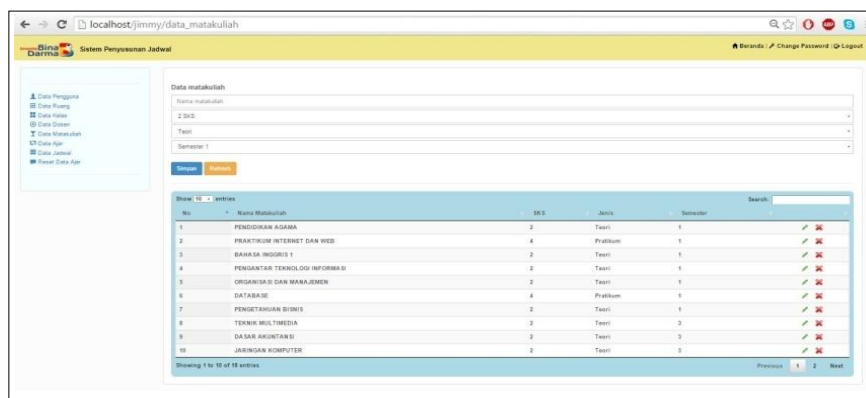 localhost/jimmy/data_matakuliah
Bina Darma Sistem Penyusunan Jadwal
Beranda | Change Password | Logout
Data Pengguna
Data Ruang
Data Kelas
Data Dosen
Data Matakuliah
Data Ajar
Data Jadwal
Reset Data Ajar
Data matakuliah
Nama matakuliah
2 SKS
Teori
Semester 1
Simpan Refresh
Show 10 entries Search:
No Nama Matakuliah SKS Jenis Semester
1 PENDIDIKAN AGAMA 2 Teori 1
2 PRAKTIKUM INTERNET DAN WEB 4 Pratikum 1
3 BAHASA INGGRIS 1 2 Teori 1
4 PENGANTAR TEKNOLOGI INFORMASI 2 Teori 1
5 ORGANISASI DAN MANAJEMEN 2 Teori 1
6 DATABASE 4 Pratikum 1
7 PENGETAHUAN BISNIS 2 Teori 1
8 TEKNIK MULTIMEDIA 2 Teori 3
9 DASAR AKUNTANSI 2 Teori 3
10 JARINGAN KOMPUTER 2 Teori 3
Showing 1 to 10 of 18 entries Previous 1 2 Next